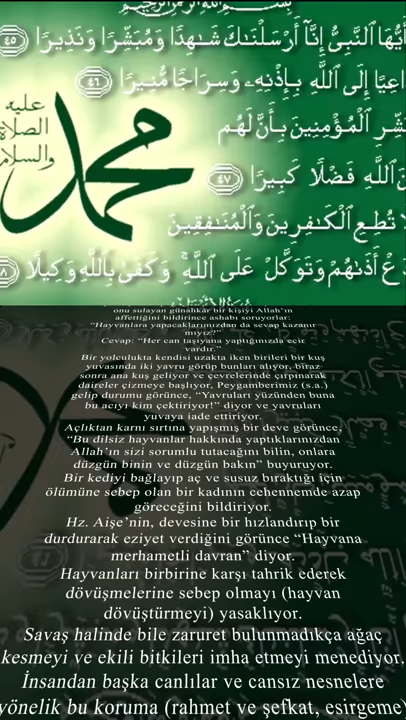 بِسْمِ اللَّهِ الرَّحْمَٰنِ الرَّحِيمِ
أَيُّهَا ٱلنَّبِىُّ إِنَّآ أَرْسَلْنَـٰكَ شَـٰهِدًا وَمُبَشِّرًا وَنَذِيرًا ٤٥
اعِيًا إِلَى ٱللَّهِ بِإِذْنِهِۦ وَسِرَاجًا مُّنِيرًا ٤٦
عليه
الصلاة
والسلام
محمد
شِّرِ ٱلْمُؤْمِنِينَ بِأَنَّ لَهُم
نَ ٱللَّهِ فَضْلًا كَبِيرًا ٤٧
لَا تُطِعِ ٱلْكَـٰفِرِينَ وَٱلْمُنَـٰفِقِينَ
دَعْ أَذَىٰهُمْ وَتَوَكَّلْ عَلَى ٱللَّهِ ۚ وَكَفَىٰ بِٱللَّهِ وَكِيلًا ٤٨
onu sulayan günahkâr bir kişiyi Allah'ın
affettiğini bildirince ashabı soruyorlar:
"Hayvanlara yapacaklarımızdan da sevap kazanır
mıyız?"
Cevap: "Her can taşıyana yaptığınızda ecir
vardır."
Bir yolculukta kendisi uzakta iken birileri bir kuş
yuvasında iki yavru görüp bunları alıyor, biraz
sonra ana kuş geliyor ve çevrelerinde çırpınarak
daireler çizmeye başlıyor, Peygamberimiz (s.a.)
gelip durumu görünce, "Yavruları yüzünden buna
bu acıyı kim çektiriyor!" diyor ve yavruları
yuvaya iade ettiriyor.
Açlıktan karnı sırtına yapışmış bir deve görünce,
"Bu dilsiz hayvanlar hakkında yaptıklarınızdan
Allah'ın sizi sorumlu tutacağını bilin, onlara
düzgün binin ve düzgün bakın" buyuruyor.
Bir kediyi bağlayıp aç ve susuz bıraktığı için
ölümüne sebep olan bir kadının cehennemde azap
göreceğini bildiriyor.
Hz. Aişe'nin, devesine bir hızlandırıp bir
durdurarak eziyet verdiğini görünce "Hayvana
merhametli davran" diyor.
Hayvanları birbirine karşı tahrik ederek
dövüşmelerine sebep olmayı (hayvan
dövüştürmeyi) yasaklıyor.
Savaş halinde bile zaruret bulunmadıkça ağaç
kesmeyi ve ekili bitkileri imha etmeyi menediyor.
İnsandan başka canlılar ve cansız nesnelere
yönelik bu koruma (rahmet ve şefkat, esirgeme)